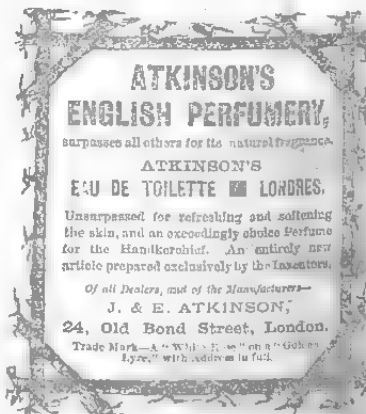 ATKINSON'S
ENGLISH PERFUMERY,
surpasses all others for its natural fragrance.
ATKINSON'S
EAU DE TOILETTE LONDRES,
Unsurpassed for refreshing and softening
the skin, and an exceedingly choice Perfume
for the Handkerchief. An entirely new
article prepared exclusively by the Inventors.
Of all Dealers, and of the Manufacturers—
J. & E. ATKINSON,
24, Old Bond Street, London.
Trade Mark—A "White Rose" on a "Golden
Lyre," with Address in full.